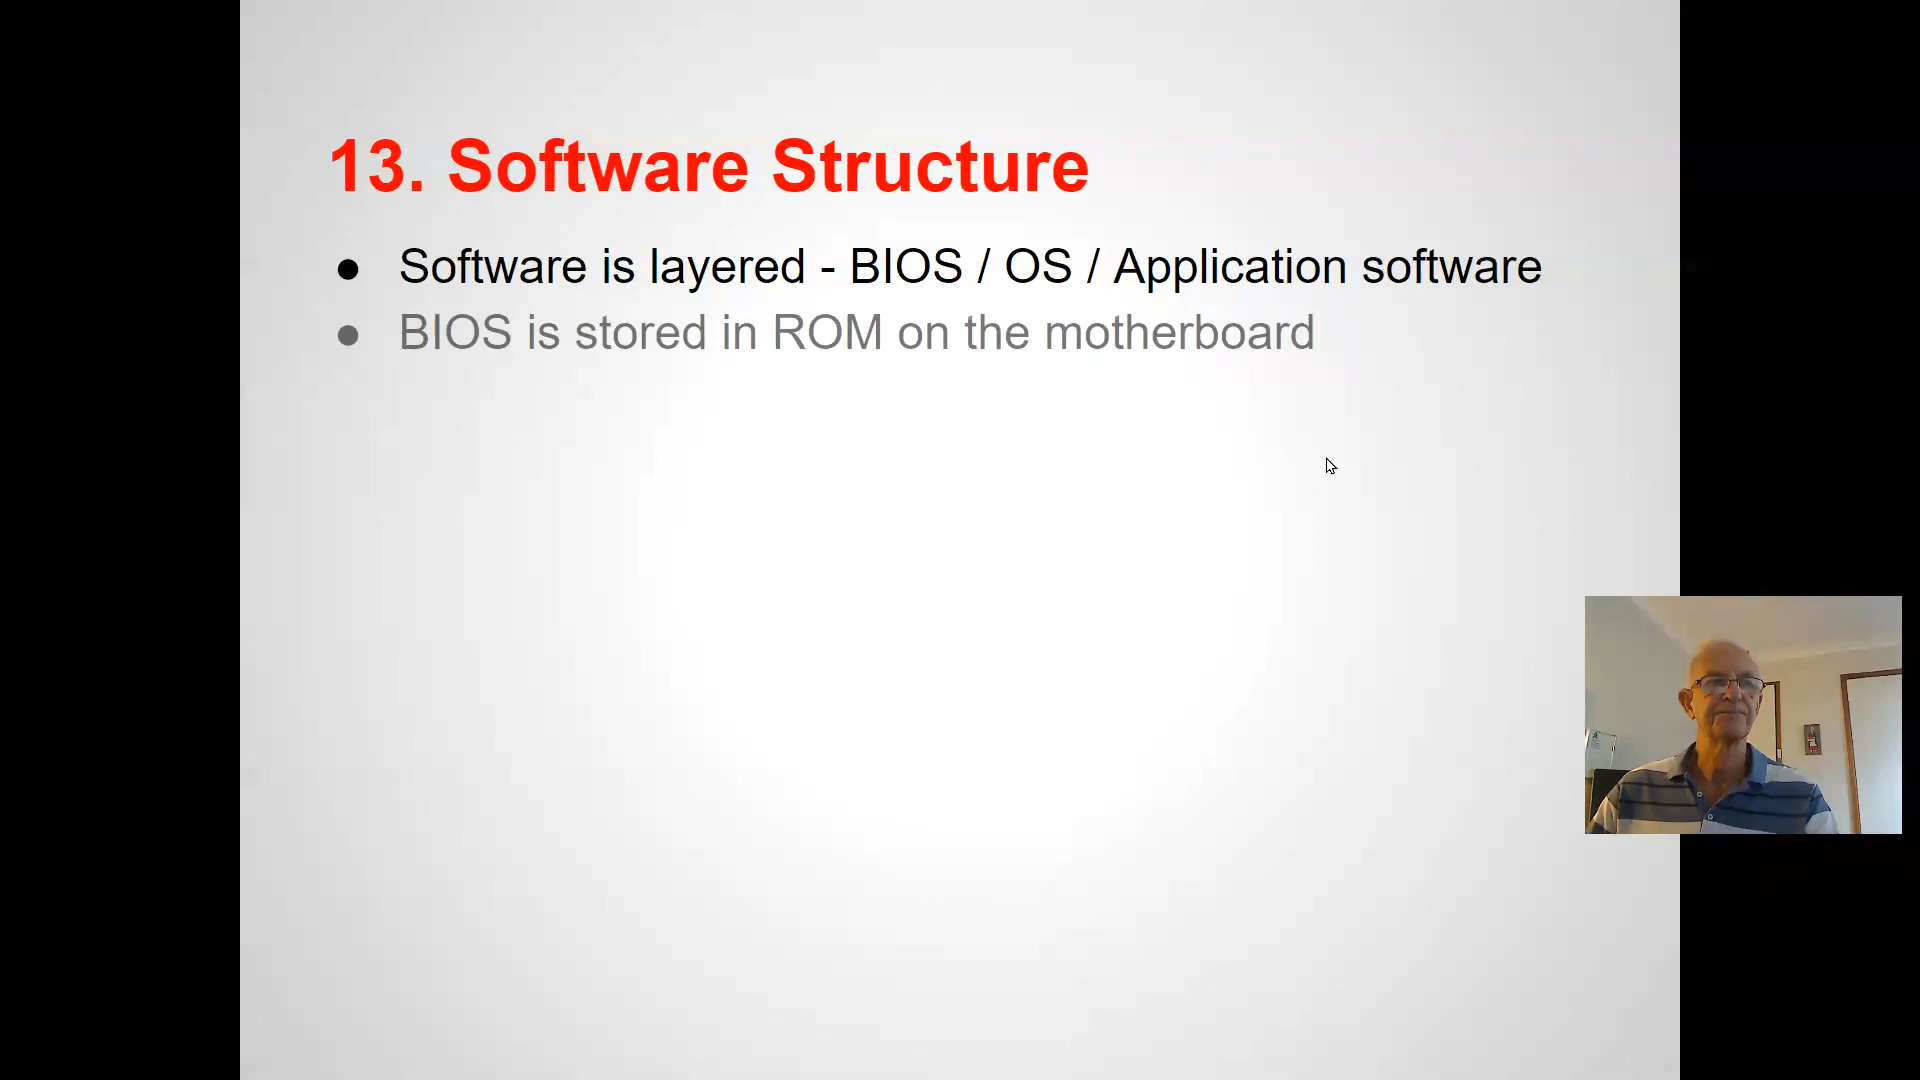 13. Software Structure
● Software is layered - BIOS / OS / Application software
● BIOS is stored in ROM on the motherboard